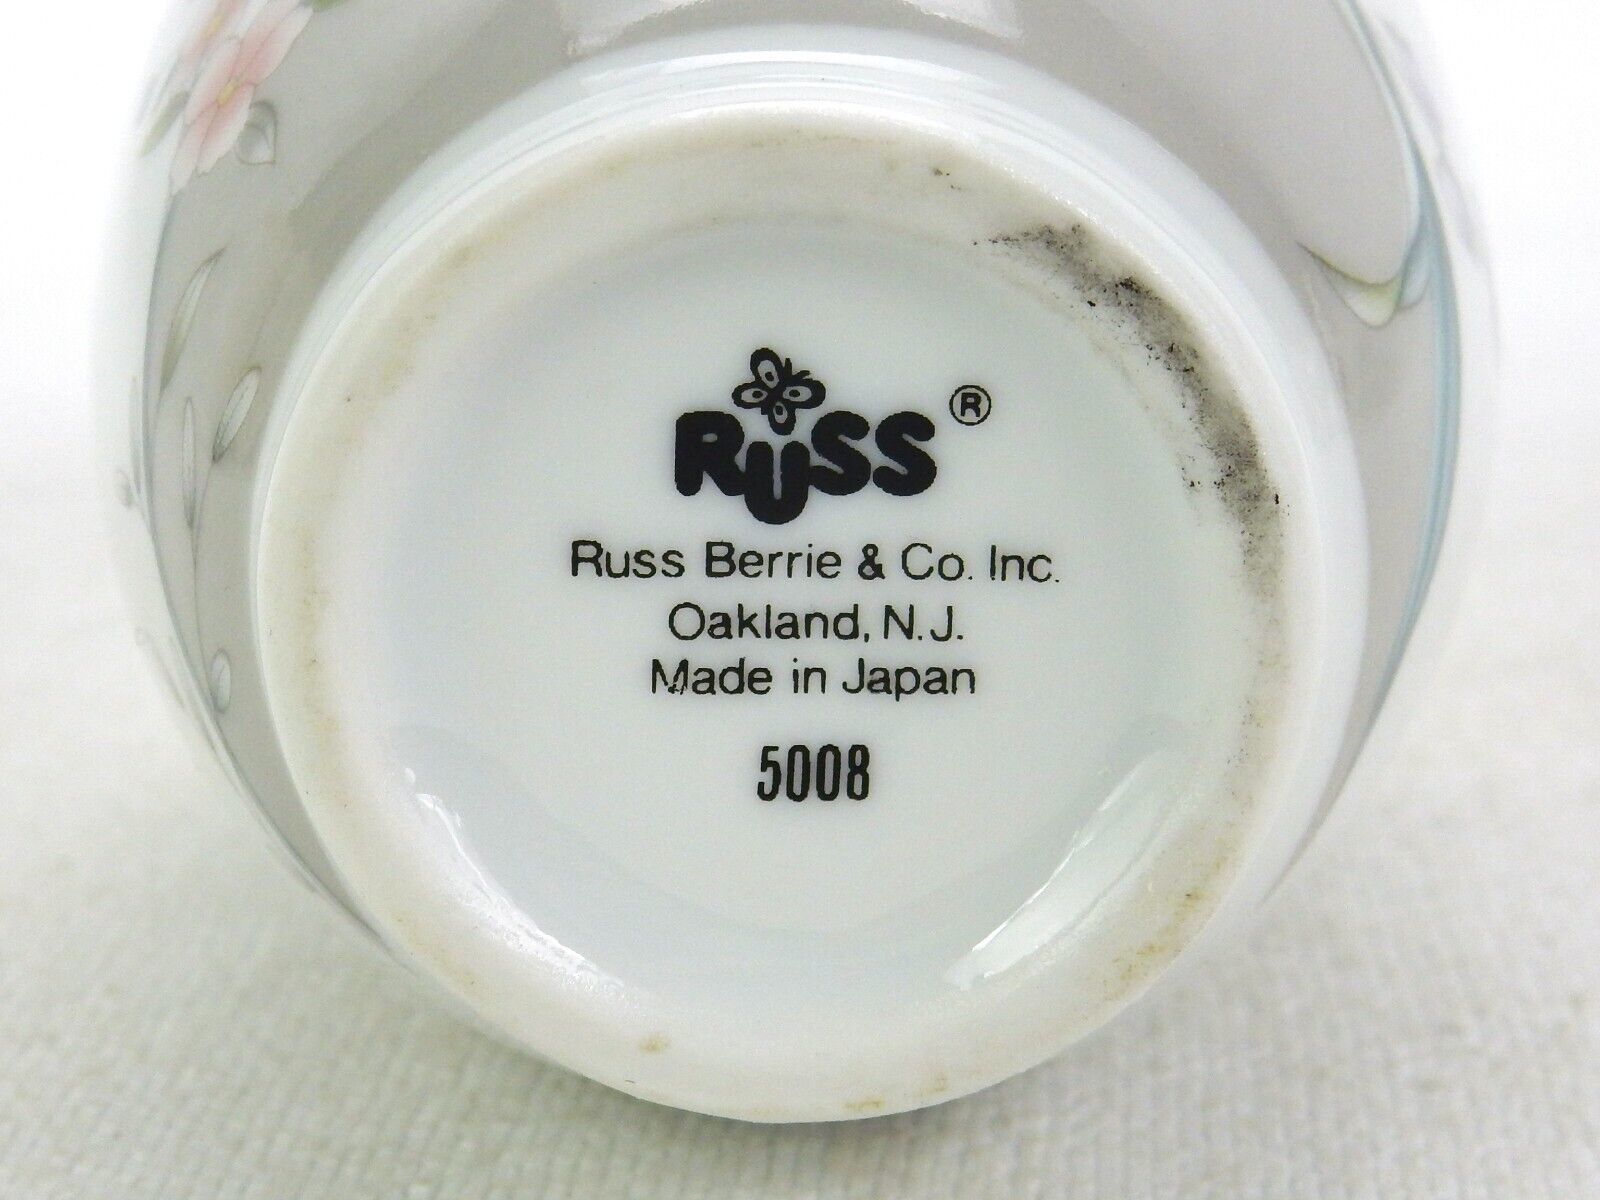 RUSS ®
Russ Berrie & Co. Inc.
Oakland, N.J.
Made in Japan
5008